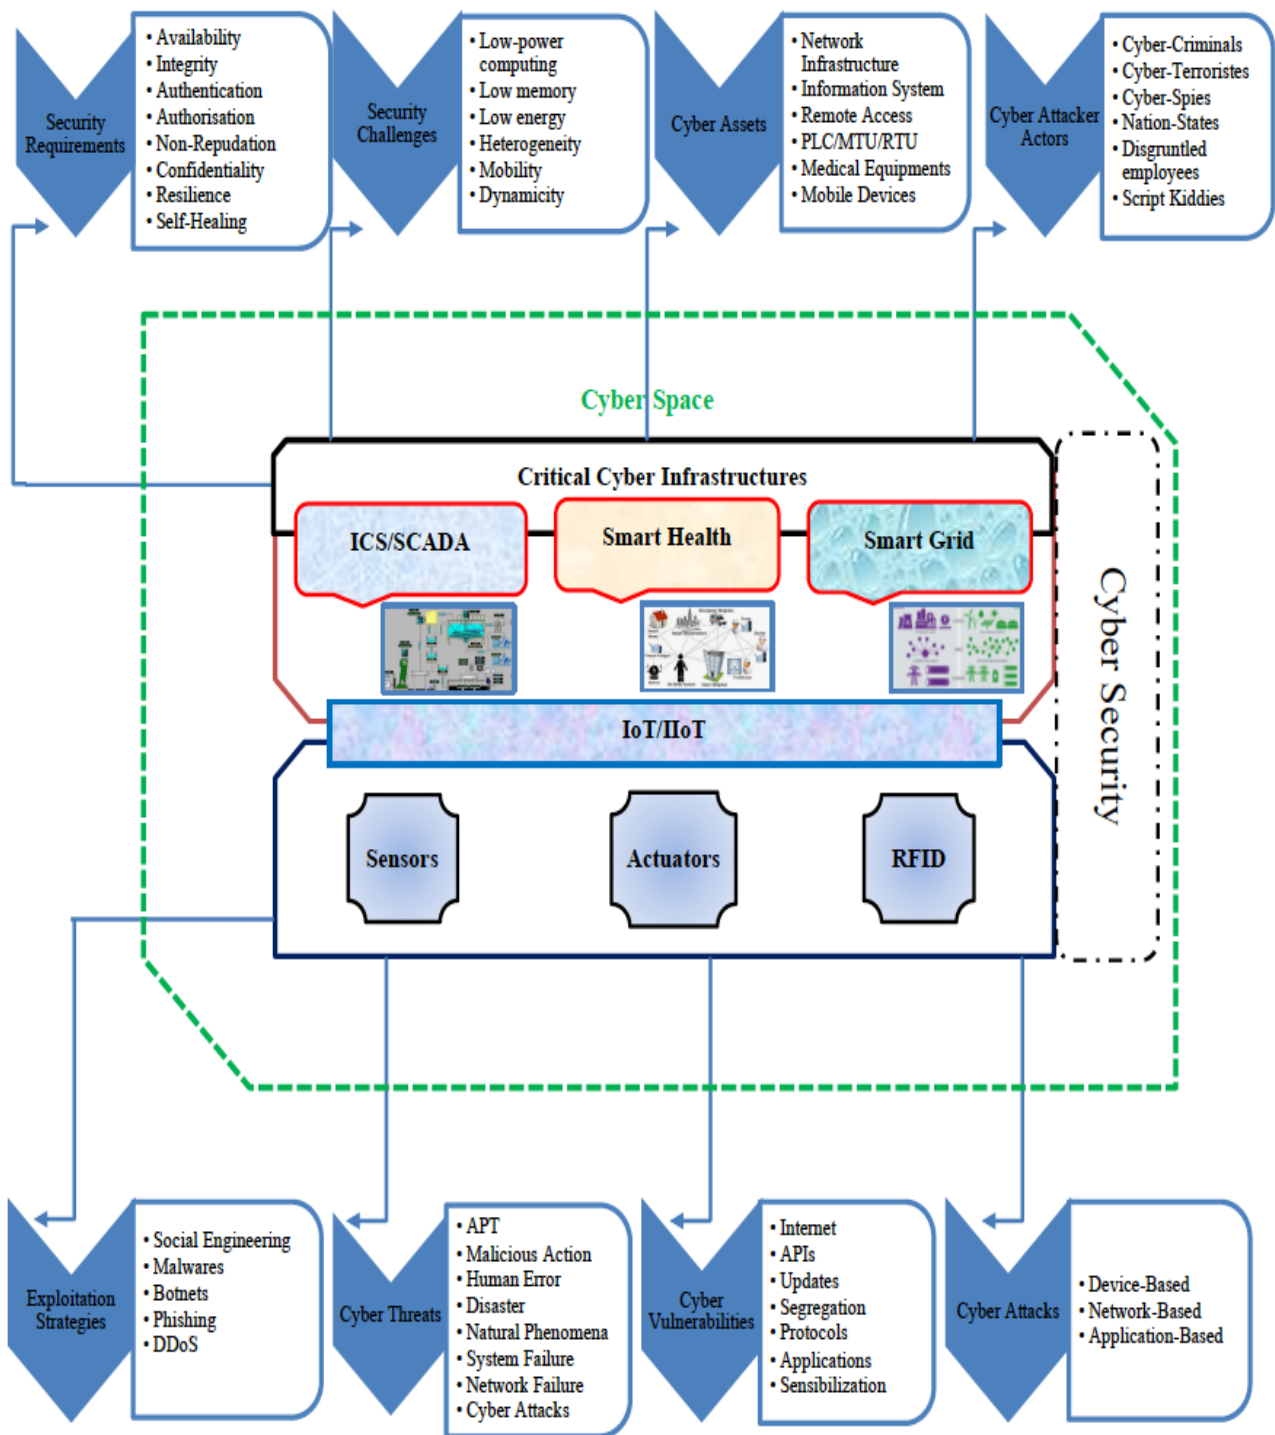 Security
Requirements
• Availability
• Integrity
• Authentication
• Authorisation
• Non-Repudation
• Confidentiality
• Resilience
• Self-Healing
Security
Challenges
• Low-power
computing
• Low memory
• Low energy
• Heterogeneity
• Mobility
• Dynamicity
Cyber Assets
• Network
Infrastructure
• Information System
• Remote Access
• PLC/MTU/RTU
• Medical Equipments
• Mobile Devices
Cyber Attacker
Actors
• Cyber-Criminals
• Cyber-Terroristes
• Cyber-Spies
• Nation-States
• Disgruntled
employees
• Script Kiddies
Cyber Space
Critical Cyber Infrastructures
ICS/SCADA
Smart Health
Smart Grid
IoT/IIoT
Sensors
Actuators
RFID
Cyber Security
Exploitation
Strategies
• Social Engineering
• Malwares
• Botnets
• Phishing
• DDoS
Cyber Threats
• APT
• Malicious Action
• Human Error
• Disaster
• Natural Phenomena
• System Failure
• Network Failure
• Cyber Attacks
Cyber
Vulnerabilities
• Internet
• APIs
• Updates
• Segregation
• Protocols
• Applications
• Sensibilization
Cyber Attacks
• Device-Based
• Network-Based
• Application-Based